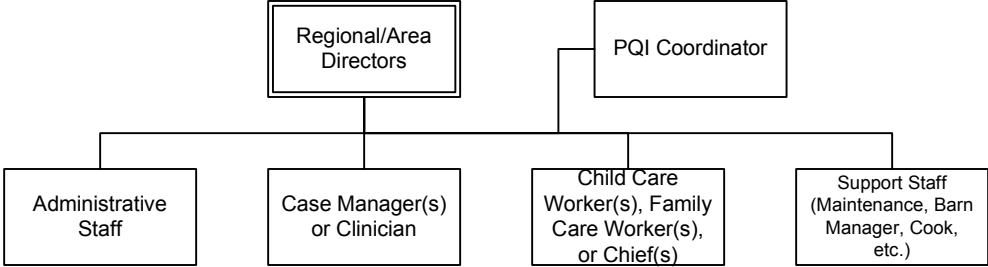 Regional/Area
Directors
PQI Coordinator
Administrative
Staff
Case Manager(s)
or Clinician
Child Care
Worker(s), Family
Care Worker(s),
or Chief(s)
Support Staff
(Maintenance, Barn
Manager, Cook,
etc.)